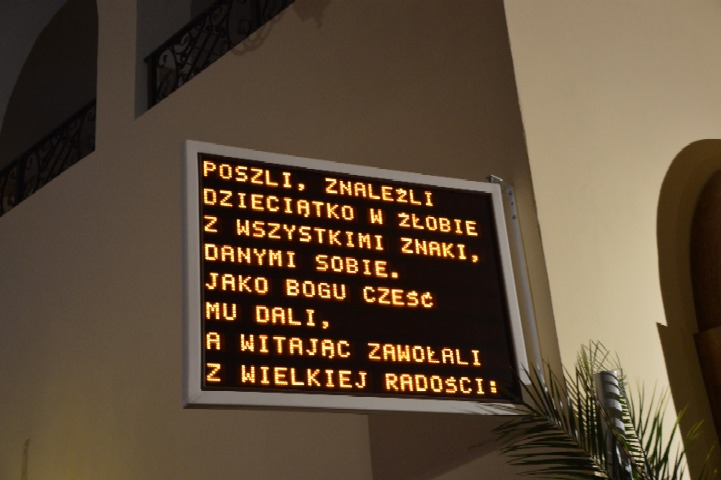 POSZLI, ZNALEŹLI
DZIECIĄTKO W ŻŁOBIE
Z WSZYSTKIMI ZNAKI,
DANYMI SOBIE.
JAKO BOGU CZEŚĆ
MU DALI,
A WITAJĄC ZAWOŁALI
Z WIELKIEJ RADOŚCI: